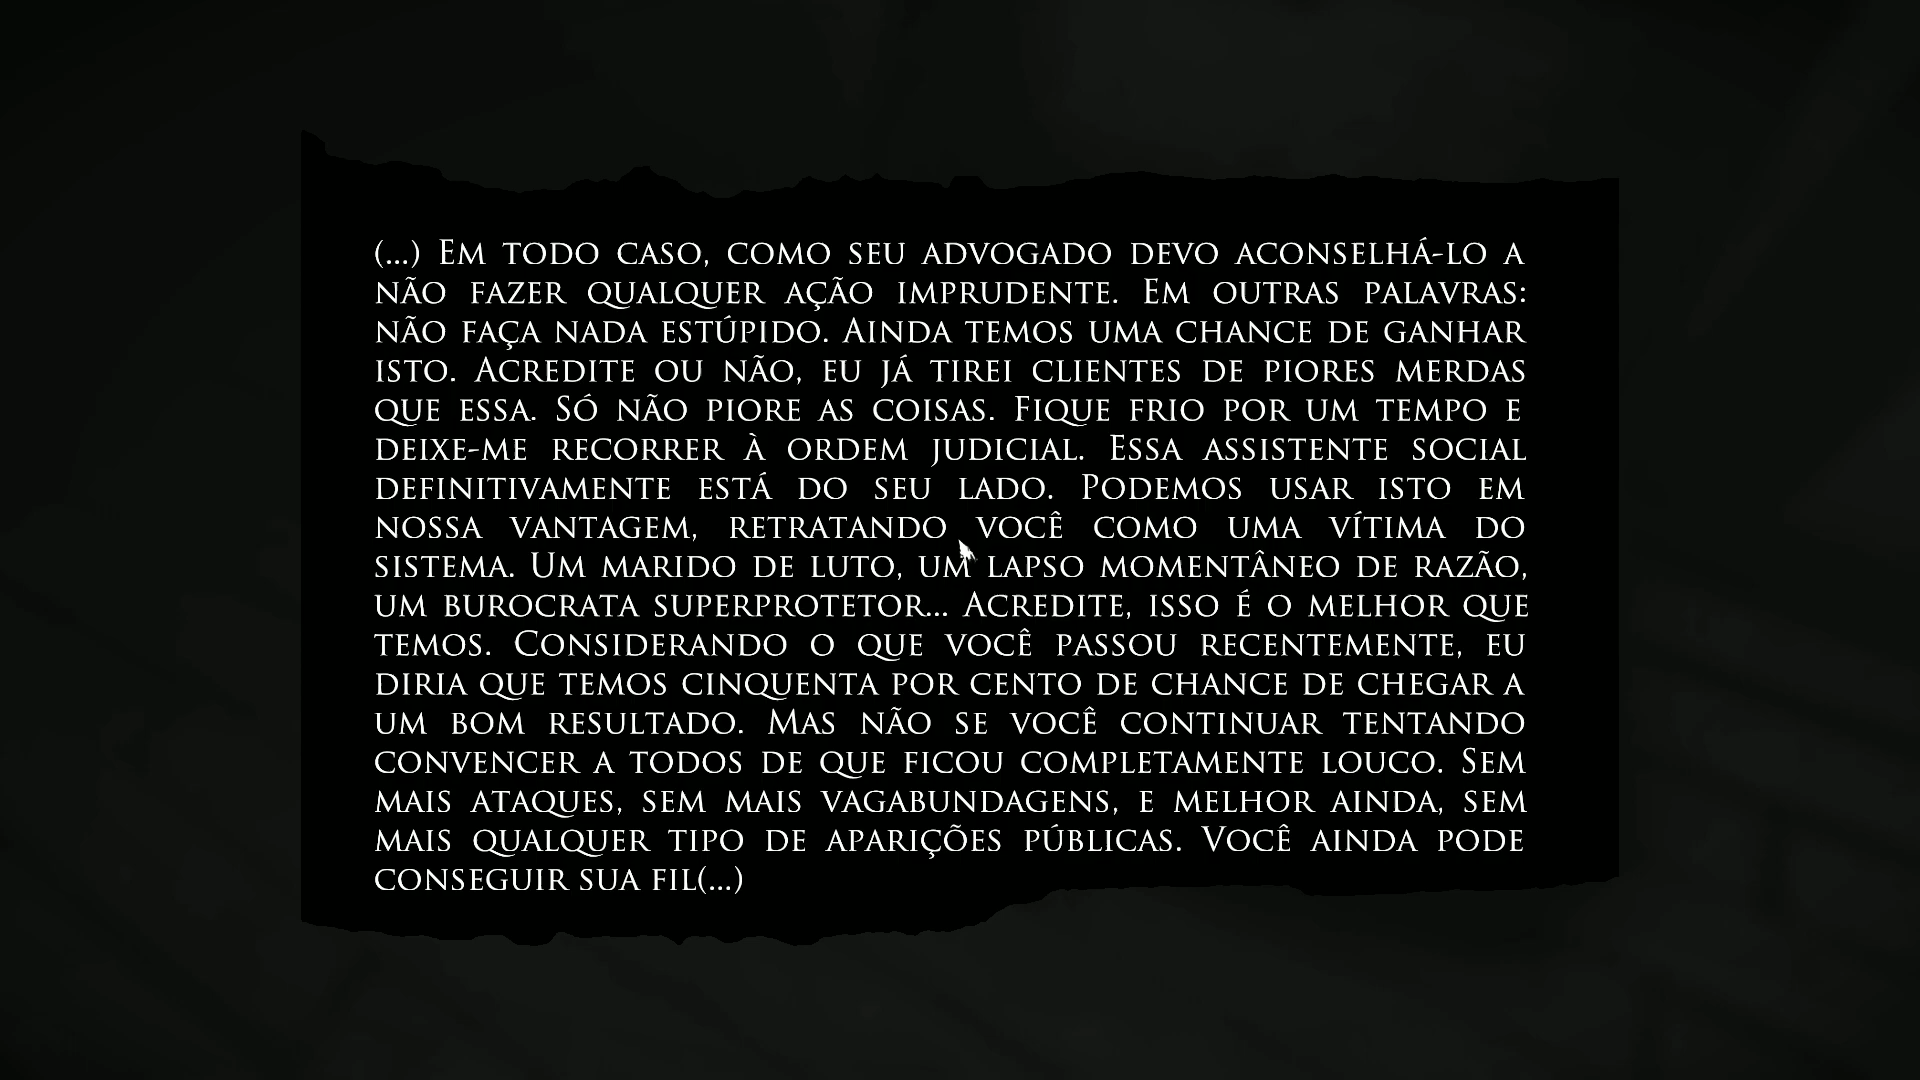 (...) Em todo caso, como seu advogado devo aconselhá-lo a
não fazer qualquer ação imprudente. Em outras palavras:
não faça nada estúpido. Ainda temos uma chance de ganhar
isto. Acredite ou não, eu já tirei clientes de piores merdas
que essa. Só não piore as coisas. Fique frio por um tempo e
deixe-me recorrer à ordem judicial. Essa assistente social
definitivamente está do seu lado. Podemos usar isto em
nossa vantagem, retratando você como uma vítima do
sistema. Um marido de luto, um lapso momentâneo de razão,
um burocrata superprotetor... Acredite, isso é o melhor que
temos. Considerando o que você passou recentemente, eu
diria que temos cinquenta por cento de chance de chegar a
um bom resultado. Mas não se você continuar tentando
convencer a todos de que ficou completamente louco. Sem
mais ataques, sem mais vagabundagens, e melhor ainda, sem
mais qualquer tipo de aparições públicas. Você ainda pode
conseguir sua fil(...)